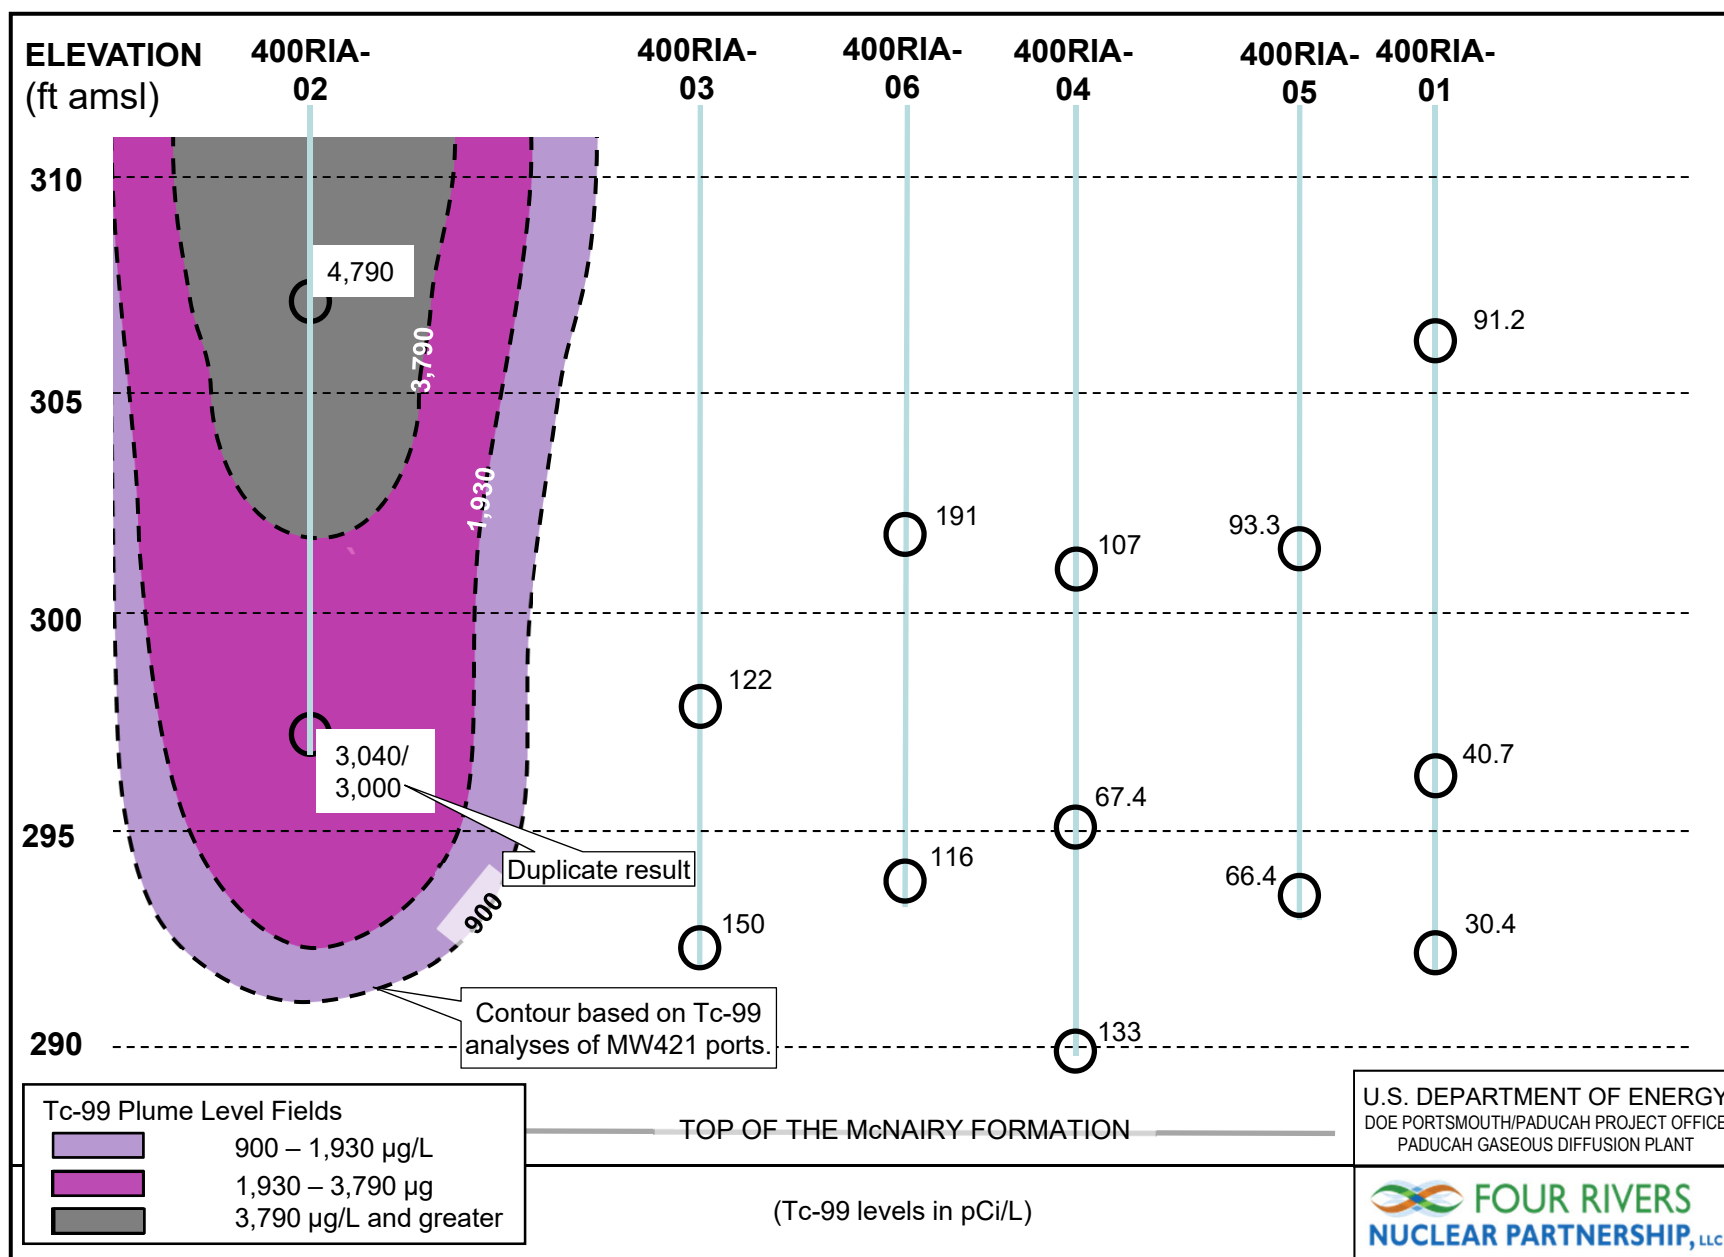 ELEVATION
(ft amsl)
400RIA-
02
400RIA-
03
400RIA-
06
400RIA-
04
400RIA-
05
400RIA-
01
310
305
300
295
290
4,790
3,790
1,930
3,040/
3,000
Duplicate result
900
Contour based on Tc-99
analyses of MW421 ports.
122
150
191
116
107
67.4
133
93.3
66.4
91.2
40.7
30.4
Tc-99 Plume Level Fields
900 – 1,930 µg/L
1,930 – 3,790 µg
3,790 µg/L and greater
TOP OF THE McNAIRY FORMATION
(Tc-99 levels in pCi/L)
U.S. DEPARTMENT OF ENERGY
DOE PORTSMOUTH/PADUCAH PROJECT OFFICE
PADUCAH GASEOUS DIFFUSION PLANT
FOUR RIVERS
NUCLEAR PARTNERSHIP, LLC